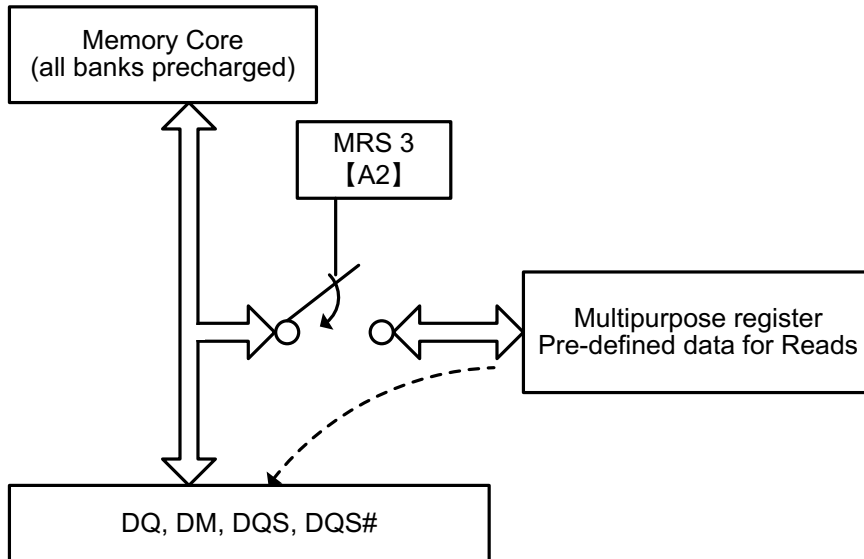 Memory Core
(all banks precharged)
MRS 3
【A2】
Multipurpose register
Pre-defined data for Reads
DQ, DM, DQS, DQS#